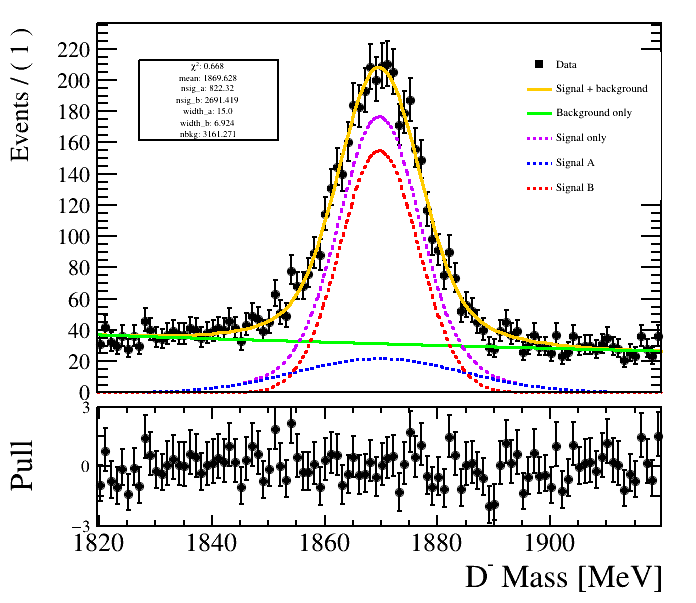 Events / ( 1 )
220
200
180
160
140
120
100
80
60
40
20
0
χ²: 0.668
mean: 1869.628
nsig_a: 822.32
nsig_b: 2691.419
width_a: 15.0
width_b: 6.924
nbkg: 3161.271
Data
Signal + background
Background only
Signal only
Signal A
Signal B
Pull
3
0
−3
1820 1840 1860 1880 1900
D⁻ Mass [MeV]